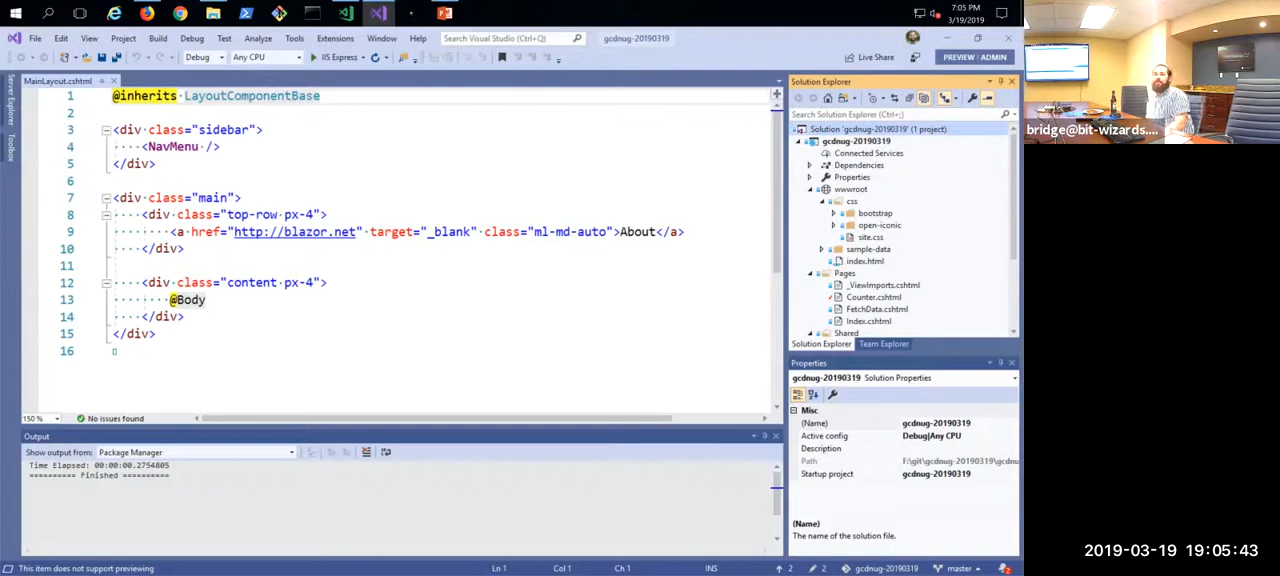 7:05 PM
3/19/2019
File Edit View Project Build Debug Test Analyze Tools Extensions Window Help
Search Visual Studio (Ctrl+Q)
gcdnug-20190319
Debug Any CPU IIS Express
Live Share PREVIEW ADMIN
Server Explorer
Toolbox
MainLayout.cshtml
1 @inherits LayoutComponentBase
2
3 <div class="sidebar">
4 <NavMenu />
5 </div>
6
7 <div class="main">
8 <div class="top-row px-4">
9 <a href="http://blazor.net" target="_blank" class="ml-md-auto">About</a>
10 </div>
11
12 <div class="content px-4">
13 @Body
14 </div>
15 </div>
16
150 % No issues found
Output
Show output from: Package Manager
Time Elapsed: 00:00:00.2754805
========== Finished ==========
Solution Explorer
Search Solution Explorer (Ctrl+;)
Solution 'gcdnug-20190319' (1 project)
gcdnug-20190319
Connected Services
Dependencies
Properties
wwwroot
css
bootstrap
open-iconic
site.css
sample-data
index.html
Pages
_ViewImports.cshtml
Counter.cshtml
FetchData.cshtml
Index.cshtml
Shared
Solution Explorer Team Explorer
Properties
gcdnug-20190319 Solution Properties
Misc
(Name) gcdnug-20190319
Active config Debug|Any CPU
Description
Path F:\git\gcdnug-20190319\gcdnu
Startup project gcdnug-20190319
(Name)
The name of the solution file.
This item does not support previewing
Ln 1 Col 1 Ch 1 INS
2 2 gcdnug-20190319 master 2
bridge@bit-wizards....
2019-03-19 19:05:43